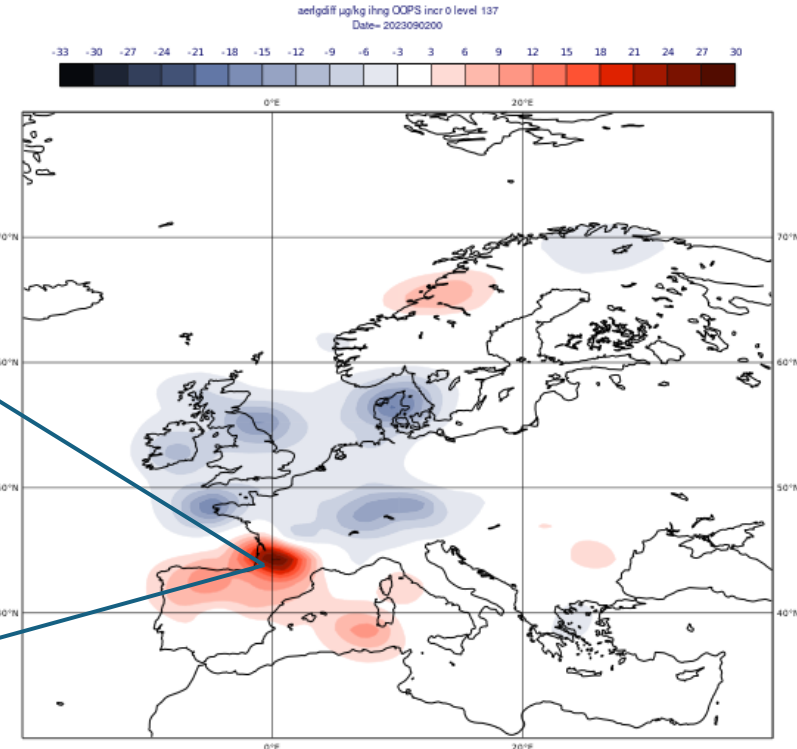 aerlgdiff µg/kg ihng OOPS incr 0 level 137
Date= 2023090200
-33 -30 -27 -24 -21 -18 -15 -12 -9 -6 -3 3 6 9 12 15 18 21 24 27 30
0°E 20°E
70°N 70°N
60°N 60°N
50°N 50°N
40°N 40°N
0°E 20°E